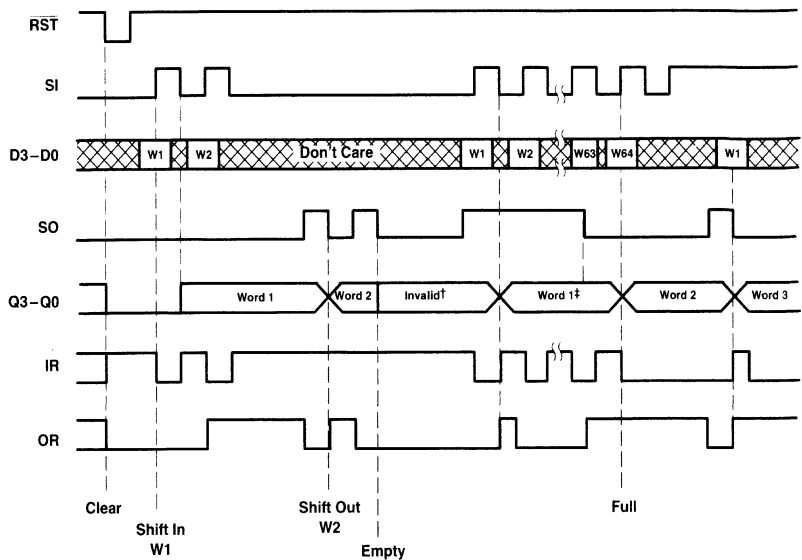 RST
SI
D3–D0 W1 W2 Don't Care W1 W2 W63 W64 W1
SO
Q3–Q0 Word 1 Word 2 Invalid† Word 1‡ Word 2 Word 3
IR
OR
Clear Shift Out Full
Shift In W2
W1 Empty